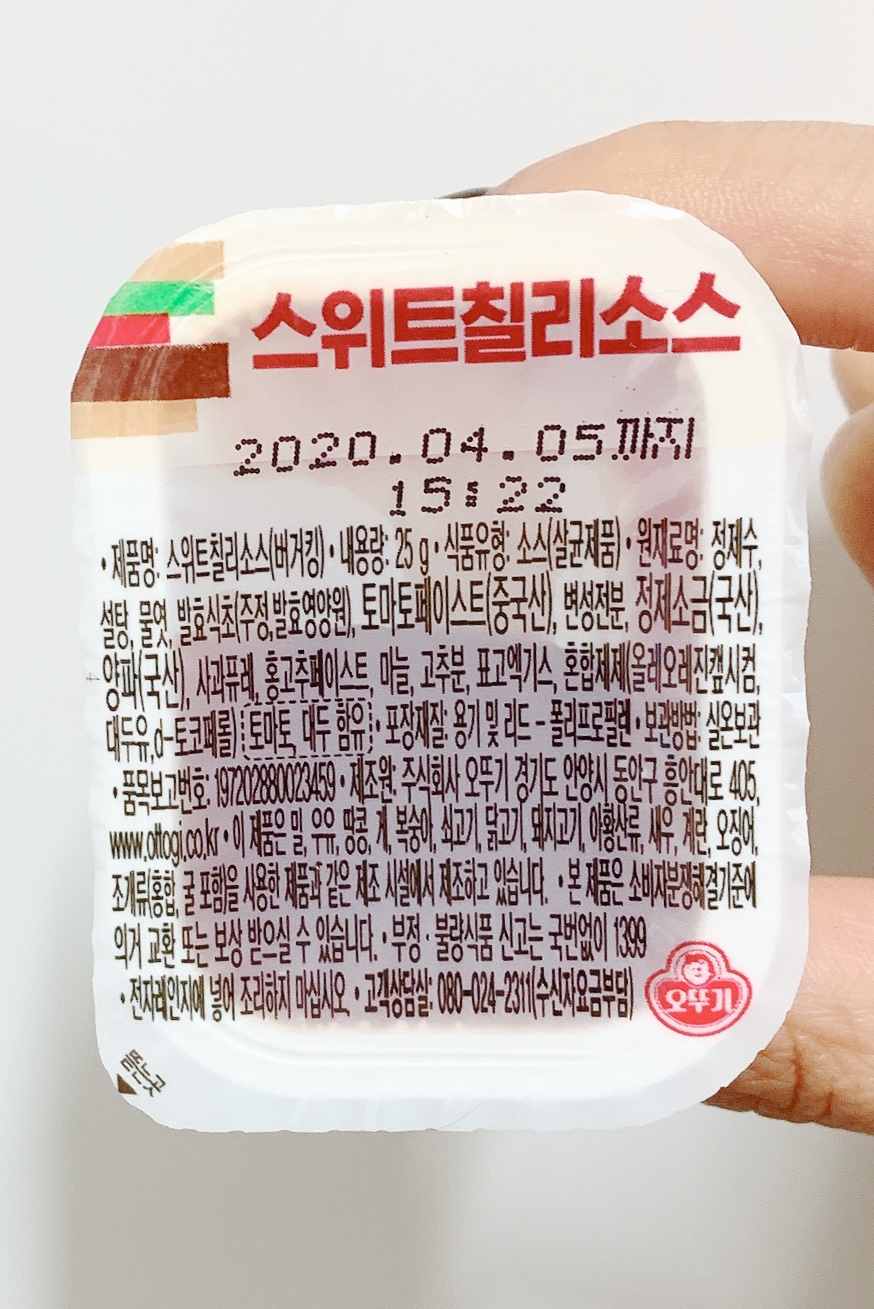 스위트칠리소스
2020.04.05까지
15:22
• 제품명: 스위트칠리소스(버거킹) • 내용량: 25 g • 식품유형: 소스(살균제품) • 원재료명: 정제수,
설탕, 물엿, 발효식초(주정,발효영양원), 토마토페이스트(중국산), 변성전분, 정제소금(국산),
양파(국산), 사과퓨레, 홍고추페이스트, 마늘, 고추분, 표고엑기스, 혼합제제(올레오레진캪시컴,
대두유,d-토코페롤) 토마토, 대두 함유 • 포장재질: 용기 및 리드 - 폴리프로필렌 • 보관방법: 실온보관
• 품목보고번호: 197202880023459 • 제조원: 주식회사 오뚜기 경기도 안양시 동안구 흥안대로 405,
www.ottogi.co.kr • 이 제품은 밀, 우유, 땅콩, 게, 복숭아, 쇠고기, 닭고기, 돼지고기, 아황산류, 새우, 계란, 오징어,
조개류(홍합, 굴 포함)을 사용한 제품과 같은 제조 시설에서 제조하고 있습니다. • 본 제품은 소비자분쟁해결기준에
의거 교환 또는 보상 받으실 수 있습니다. • 부정 · 불량식품 신고는 국번없이 1399
• 전자레인지에 넣어 조리하지 마십시오. • 고객상담실: 080-024-2311(수신자요금부담)
오뚜기
뜯는곳
4